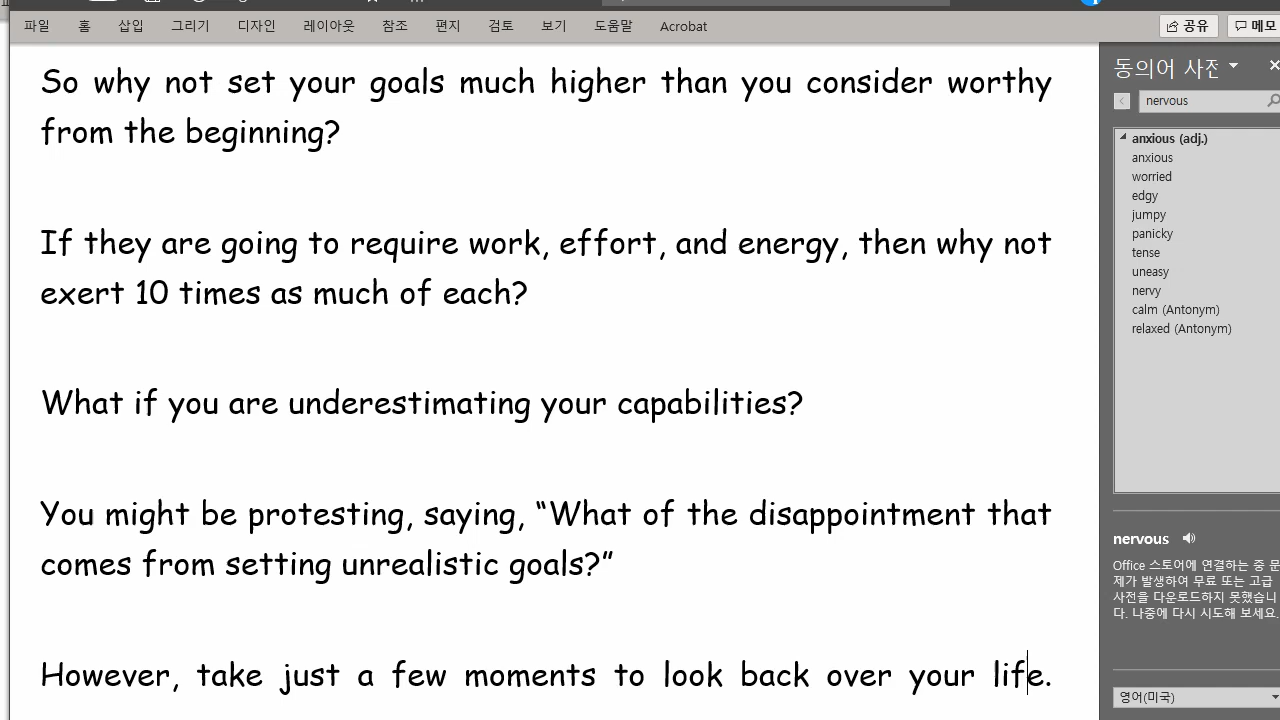 파일 홈 삽입 그리기 디자인 레이아웃 참조 편지 검토 보기 도움말 Acrobat 공유 메모
So why not set your goals much higher than you consider worthy
from the beginning?
If they are going to require work, effort, and energy, then why not
exert 10 times as much of each?
What if you are underestimating your capabilities?
You might be protesting, saying, “What of the disappointment that
comes from setting unrealistic goals?”
However, take just a few moments to look back over your life.
동의어 사전
nervous
anxious (adj.)
anxious
worried
edgy
jumpy
panicky
tense
uneasy
nervy
calm (Antonym)
relaxed (Antonym)
nervous
Office 스토어에 연결하는 중 문
제가 발생하여 무료 또는 고급
사전을 다운로드하지 못했습니
다. 나중에 다시 시도해 보세요.
영어(미국)